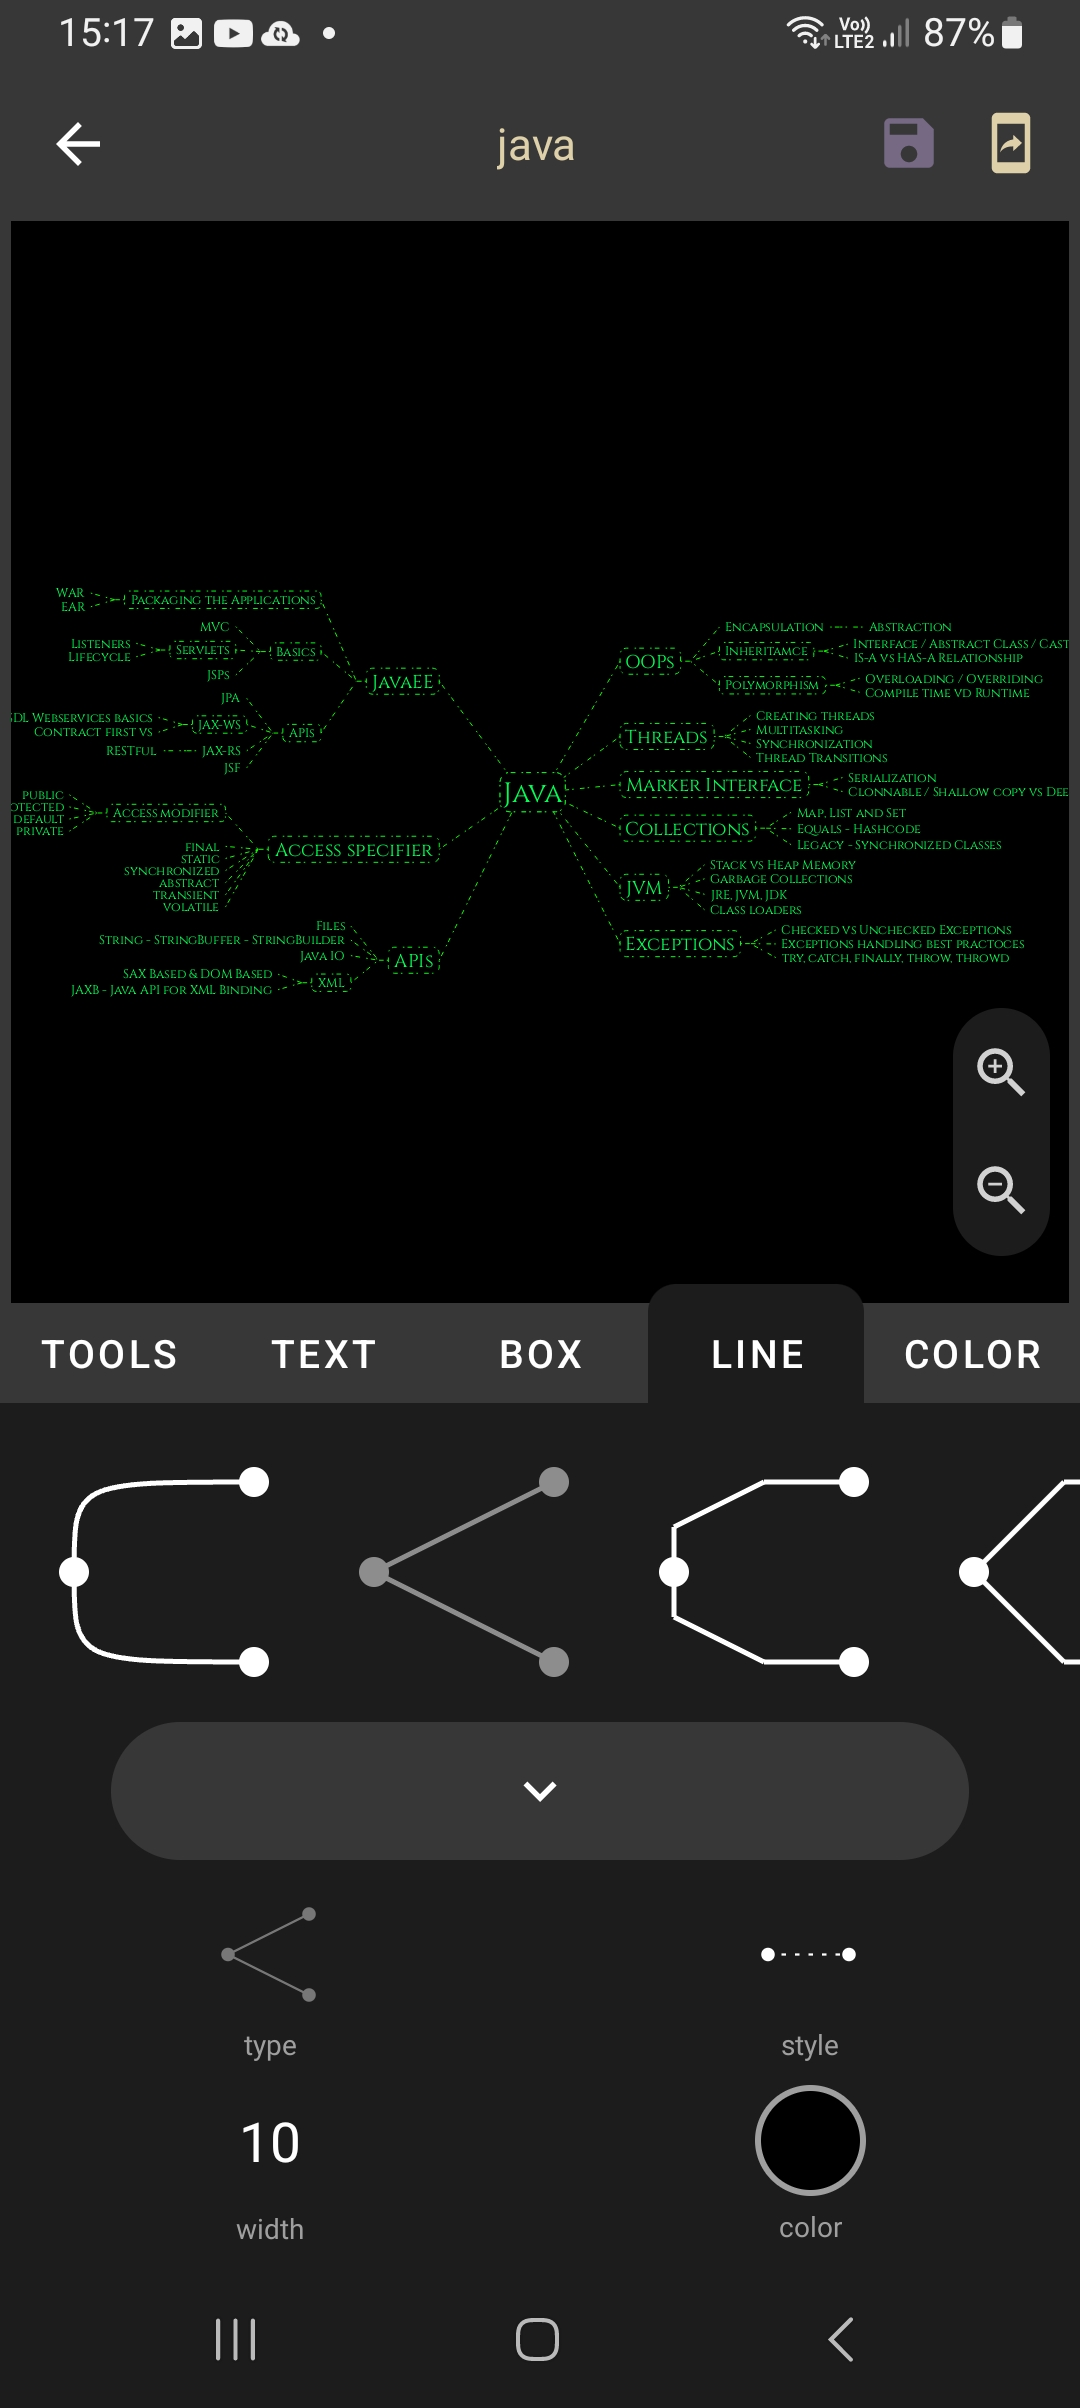 15:17
Vo)) LTE2 87%
java
WAR
EAR
Packaging the Applications
MVC
Listeners
Lifecycle
Servlets
Basics
JSPs
JavaEE
JPA
Webservices basics
Contract first vs
JAX-WS
APIs
RESTful
JAX-RS
JSF
public
default
private
Access modifier
final
static
synchronized
abstract
transient
volatile
Access specifier
Files
String - StringBuffer - StringBuilder
Java IO
SAX Based & DOM Based
JAXB - Java API for XML Binding
XML
APIs
Java
OOPs
Encapsulation
Abstraction
Inheritamce
Interface / Abstract Class / Cast
IS-A vs HAS-A Relationship
Polymorphism
Overloading / Overriding
Compile time vd Runtime
Threads
Creating threads
Multitasking
Synchronization
Thread Transitions
Marker Interface
Serialization
Clonnable / Shallow copy vs Dee
Collections
Map, List and Set
equals - Hashcode
Legacy - Synchronized Classes
JVM
Stack vs Heap Memory
Garbage Collections
JRE, JVM, JDK
Class loaders
Exceptions
Checked vs Unchecked Exceptions
Exceptions handling best practoces
try, catch, finally, throw, throwd
TOOLS TEXT BOX LINE COLOR
type style
10
width color